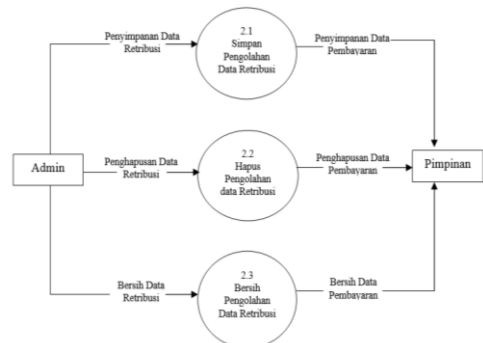 Penyimpanan Data
Retribusi
2.1
Simpan
Pengolahan
Data Retribusi
Penyimpanan Data
Pembayaran
Admin
Penghapusan Data
Retribusi
2.2
Hapus
Pengolahan
data Retribusi
Penghapusan Data
Pembayaran
Pimpinan
Bersih Data
Retribusi
2.3
Bersih
Pengolahan
Data Retribusi
Bersih Data
Pembayaran